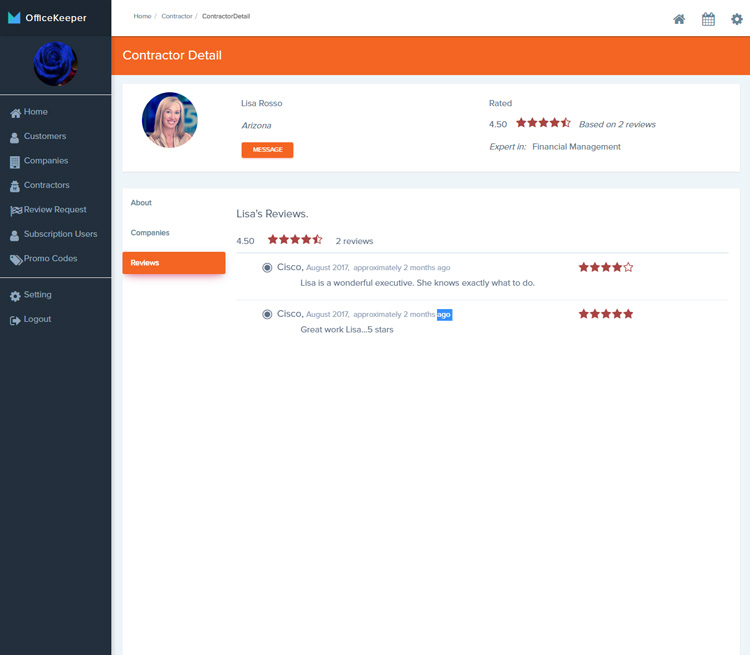 OfficeKeeper
Home / Contractor / ContractorDetail
Contractor Detail
Home
Customers
Companies
Contractors
Review Request
Subscription Users
Promo Codes
Setting
Logout
Lisa Rosso
Arizona
MESSAGE
Rated
4.50 Based on 2 reviews
Expert in: Financial Management
About
Companies
Reviews
Lisa's Reviews.
4.50 2 reviews
Cisco, August 2017, approximately 2 months ago
Lisa is a wonderful executive. She knows exactly what to do.
Cisco, August 2017, approximately 2 months ago
Great work Lisa...5 stars